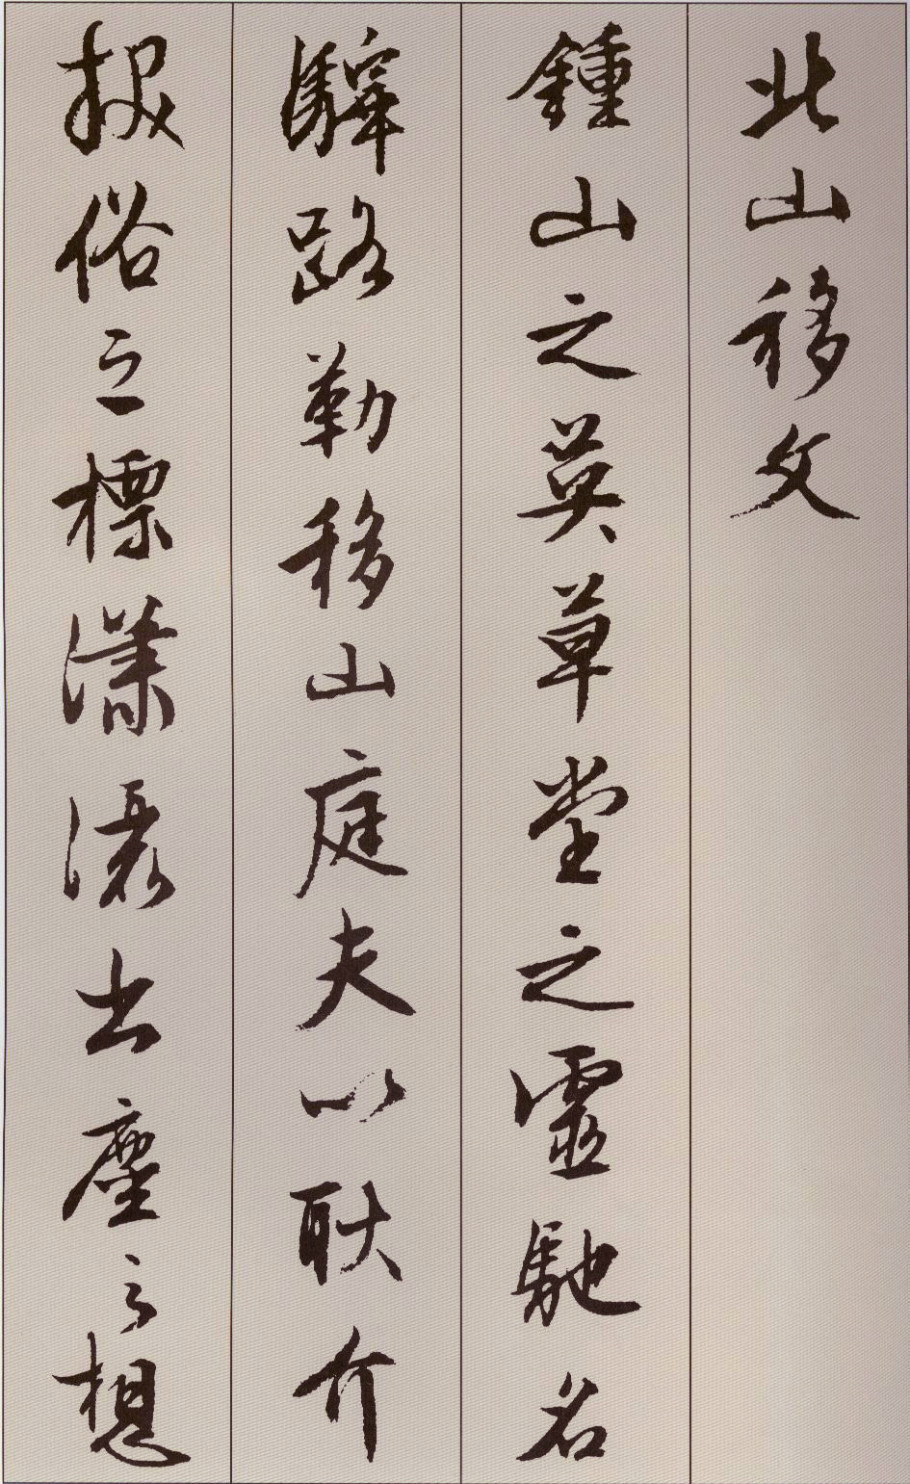 北山移文
鍾山之英草堂之靈馳名
驛路勒移山庭夫以耿介
拔俗之標瀟灑出塵之想